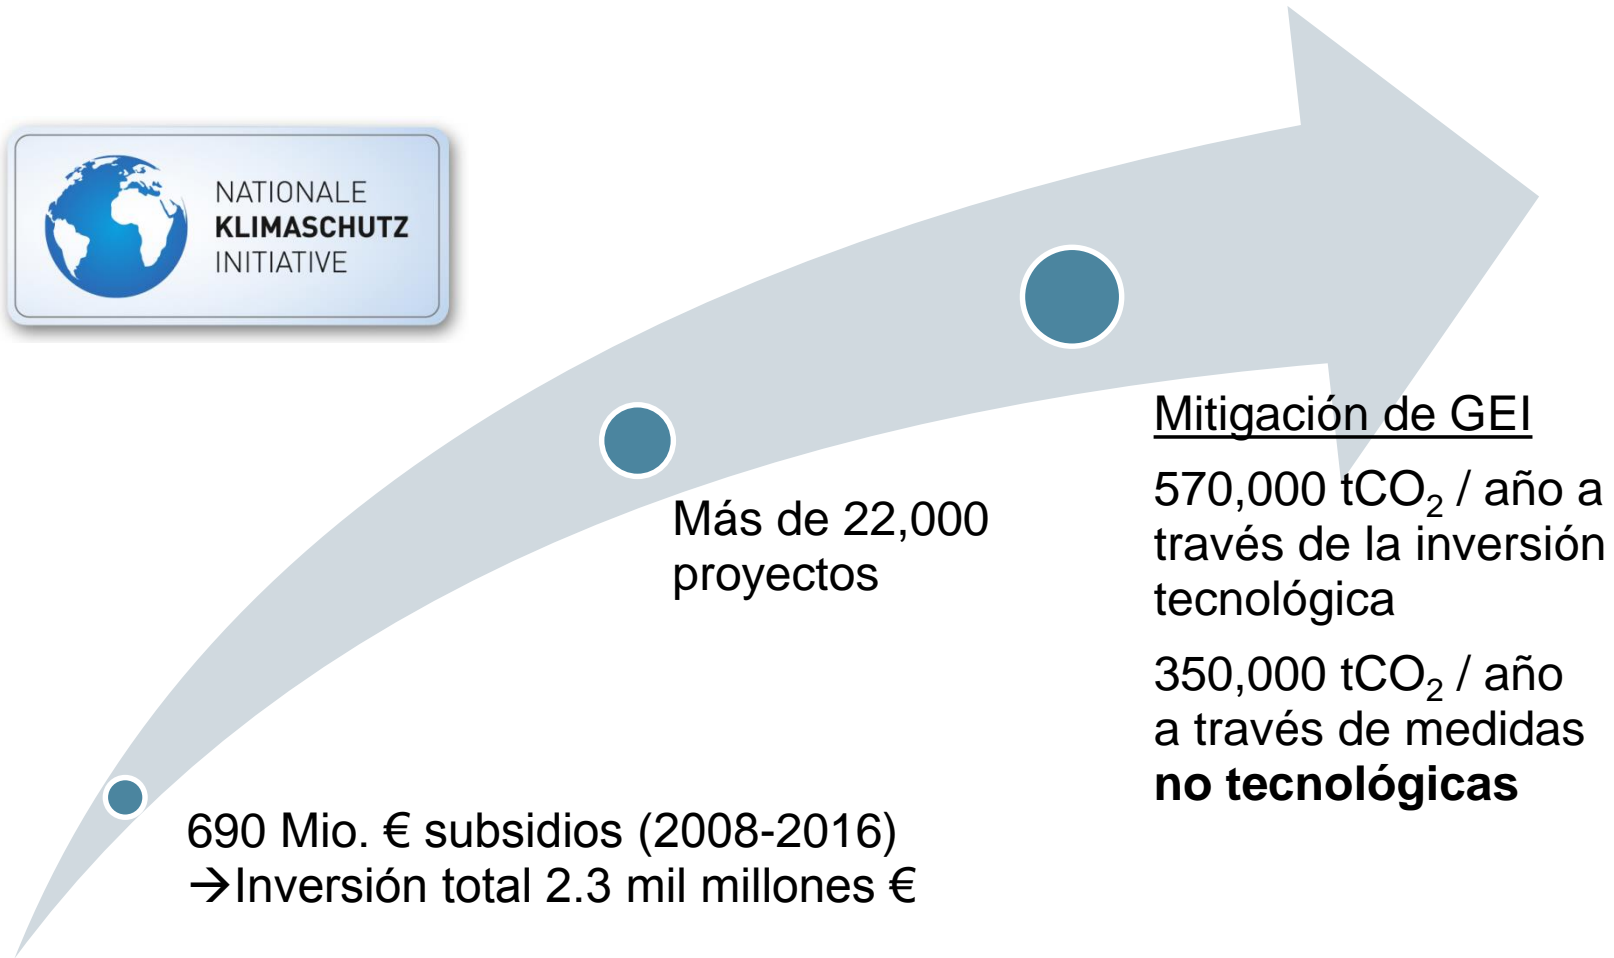 NATIONALE
KLIMASCHUTZ
INITIATIVE
Mitigación de GEI
570,000 tCO₂ / año a
través de la inversión
tecnológica
350,000 tCO₂ / año
a través de medidas
no tecnológicas
Más de 22,000
proyectos
690 Mio. € subsidios (2008-2016)
→Inversión total 2.3 mil millones €